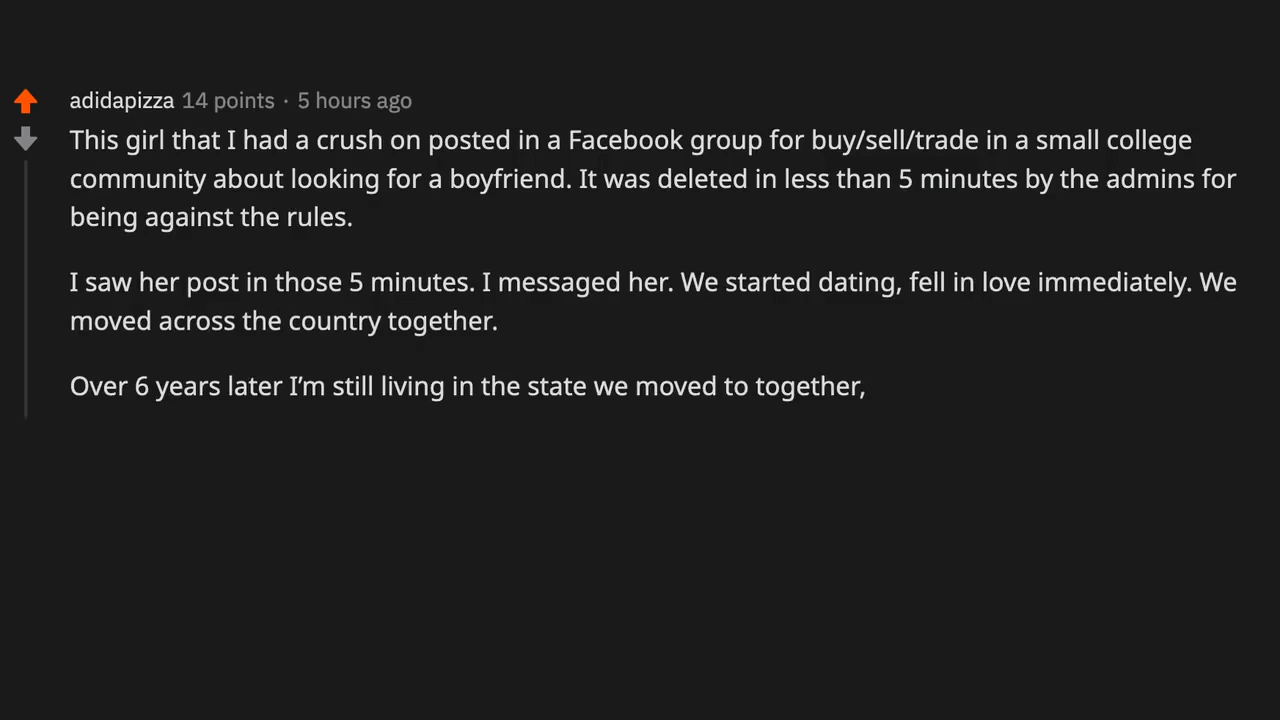 adidapizza 14 points · 5 hours ago
This girl that I had a crush on posted in a Facebook group for buy/sell/trade in a small college
community about looking for a boyfriend. It was deleted in less than 5 minutes by the admins for
being against the rules.
I saw her post in those 5 minutes. I messaged her. We started dating, fell in love immediately. We
moved across the country together.
Over 6 years later I’m still living in the state we moved to together,